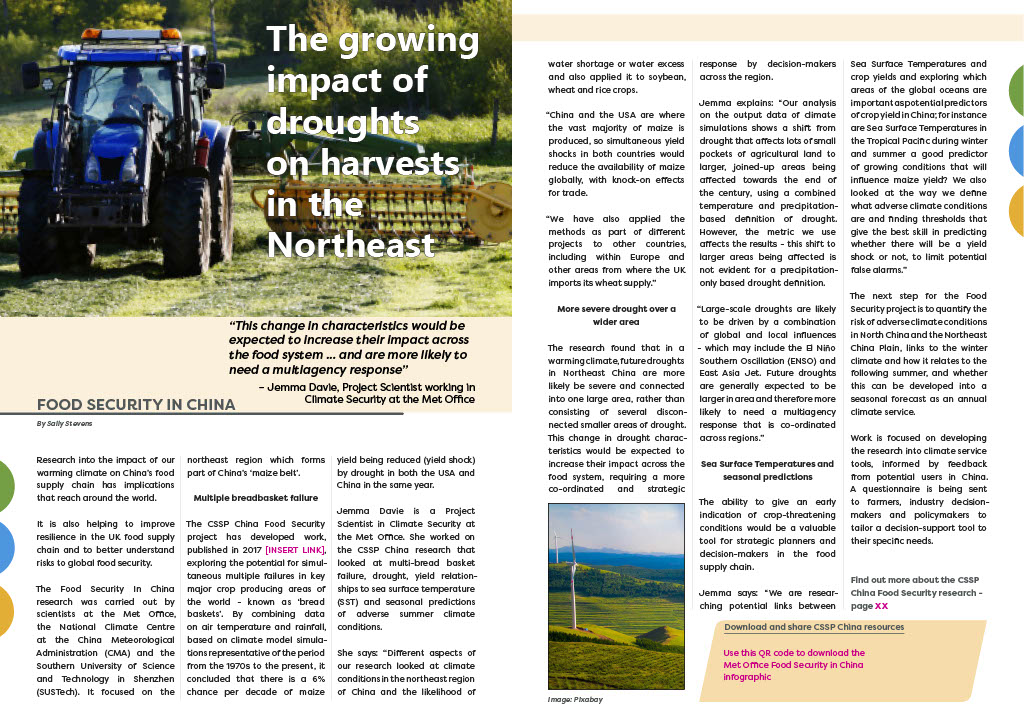 The growing
impact of
droughts
on harvests
in the
Northeast
“This change in characteristics would be
expected to increase their impact across
the food system ... and are more likely to
need a multiagency response”
– Jemma Davie, Project Scientist working in
Climate Security at the Met Office
FOOD SECURITY IN CHINA
By Sally Stevens
Research into the impact of our
warming climate on China’s food
supply chain has implications
that reach around the world.
It is also helping to improve
resilience in the UK food supply
chain and to better understand
risks to global food security.
The Food Security In China
research was carried out by
scientists at the Met Office,
the National Climate Centre
at the China Meteorological
Administration (CMA) and the
Southern University of Science
and Technology in Shenzhen
(SUSTech). It focused on the
northeast region which forms
part of China’s ‘maize belt’.
Multiple breadbasket failure
The CSSP China Food Security
project has developed work,
published in 2017 [INSERT LINK],
exploring the potential for simul-
taneous multiple failures in key
major crop producing areas of
the world – known as ‘bread
baskets’. By combining data
on air temperature and rainfall,
based on climate model simula-
tions representative of the period
from the 1970s to the present, it
concluded that there is a 6%
chance per decade of maize
yield being reduced (yield shock)
by drought in both the USA and
China in the same year.
Jemma Davie is a Project
Scientist in Climate Security at
the Met Office. She worked on
the CSSP China research that
looked at multi-bread basket
failure, drought, yield relation-
ships to sea surface temperature
(SST) and seasonal predictions
of adverse summer climate
conditions.
She says: “Different aspects of
our research looked at climate
conditions in the northeast region
of China and the likelihood of
water shortage or water excess
and also applied it to soybean,
wheat and rice crops.
“China and the USA are where
the vast majority of maize is
produced, so simultaneous yield
shocks in both countries would
reduce the availability of maize
globally, with knock-on effects
for trade.
“We have also applied the
methods as part of different
projects to other countries,
including within Europe and
other areas from where the UK
imports its wheat supply.”
More severe drought over a
wider area
The research found that in a
warming climate, future droughts
in Northeast China are more
likely be severe and connected
into one large area, rather than
consisting of several discon-
nected smaller areas of drought.
This change in drought charac-
teristics would be expected to
increase their impact across the
food system, requiring a more
co-ordinated and strategic
Image: Pixabay
response by decision-makers
across the region.
Jemma explains: “Our analysis
on the output data of climate
simulations shows a shift from
drought that affects lots of small
pockets of agricultural land to
larger, joined-up areas being
affected towards the end of
the century, using a combined
temperature and precipitation-
based definition of drought.
However, the metric we use
affects the results - this shift to
larger areas being affected is
not evident for a precipitation-
only based drought definition.
“Large-scale droughts are likely
to be driven by a combination
of global and local influences
- which may include the El Niño
Southern Oscillation (ENSO) and
East Asia Jet. Future droughts
are generally expected to be
larger in area and therefore more
likely to need a multiagency
response that is co-ordinated
across regions.”
Sea Surface Temperatures and
seasonal predictions
The ability to give an early
indication of crop-threatening
conditions would be a valuable
tool for strategic planners and
decision-makers in the food
supply chain.
Jemma says: “We are resear-
ching potential links between
Sea Surface Temperatures and
crop yields and exploring which
areas of the global oceans are
important as potential predictors
of crop yield in China; for instance
are Sea Surface Temperatures in
the Tropical Pacific during winter
and summer a good predictor
of growing conditions that will
influence maize yield? We also
looked at the way we define
what adverse climate conditions
are and finding thresholds that
give the best skill in predicting
whether there will be a yield
shock or not, to limit potential
false alarms.”
The next step for the Food
Security project is to quantify the
risk of adverse climate conditions
in North China and the Northeast
China Plain, links to the winter
climate and how it relates to the
following summer, and whether
this can be developed into a
seasonal forecast as an annual
climate service.
Work is focused on developing
the research into climate service
tools, informed by feedback
from potential users in China.
A questionnaire is being sent
to farmers, industry decision-
makers and policymakers to
tailor a decision-support tool to
their specific needs.
Find out more about the CSSP
China Food Security research –
page XX
Download and share CSSP China resources
Use this QR code to download the
Met Office Food Security in China
infographic